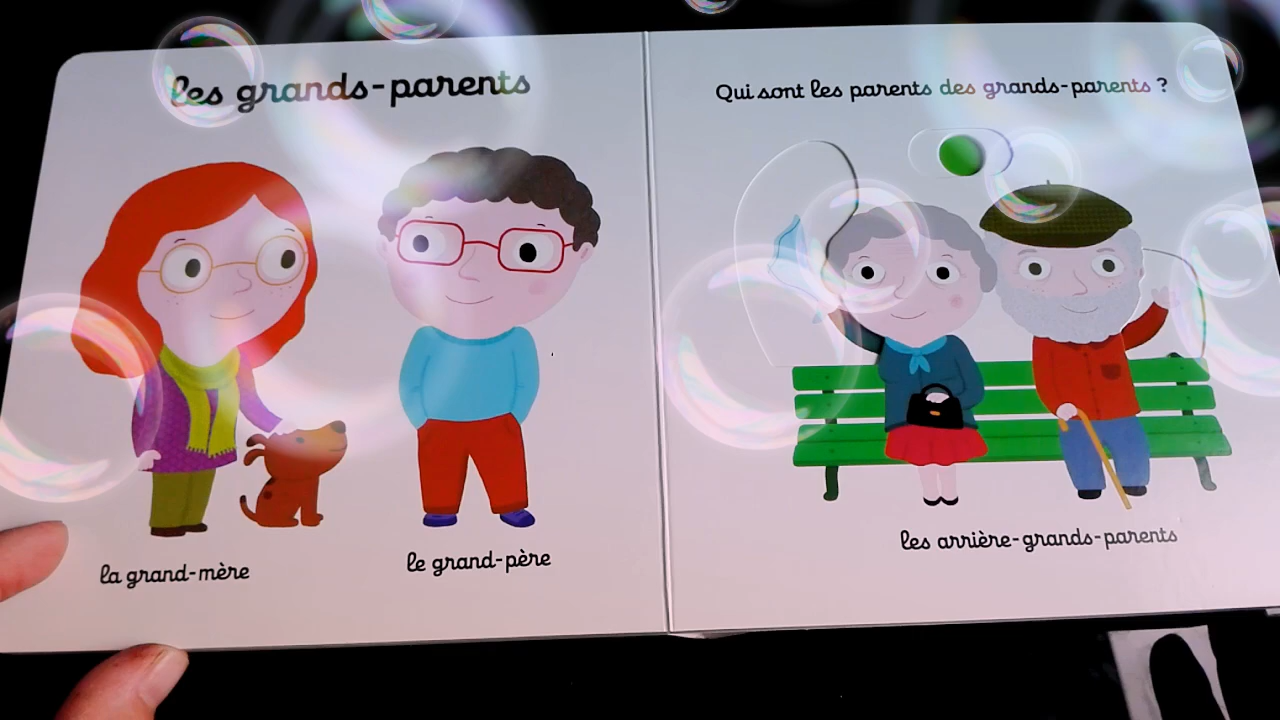 les grands-parents
la grand-mère
le grand-père
Qui sont les parents des grands-parents ?
les arrière-grands-parents